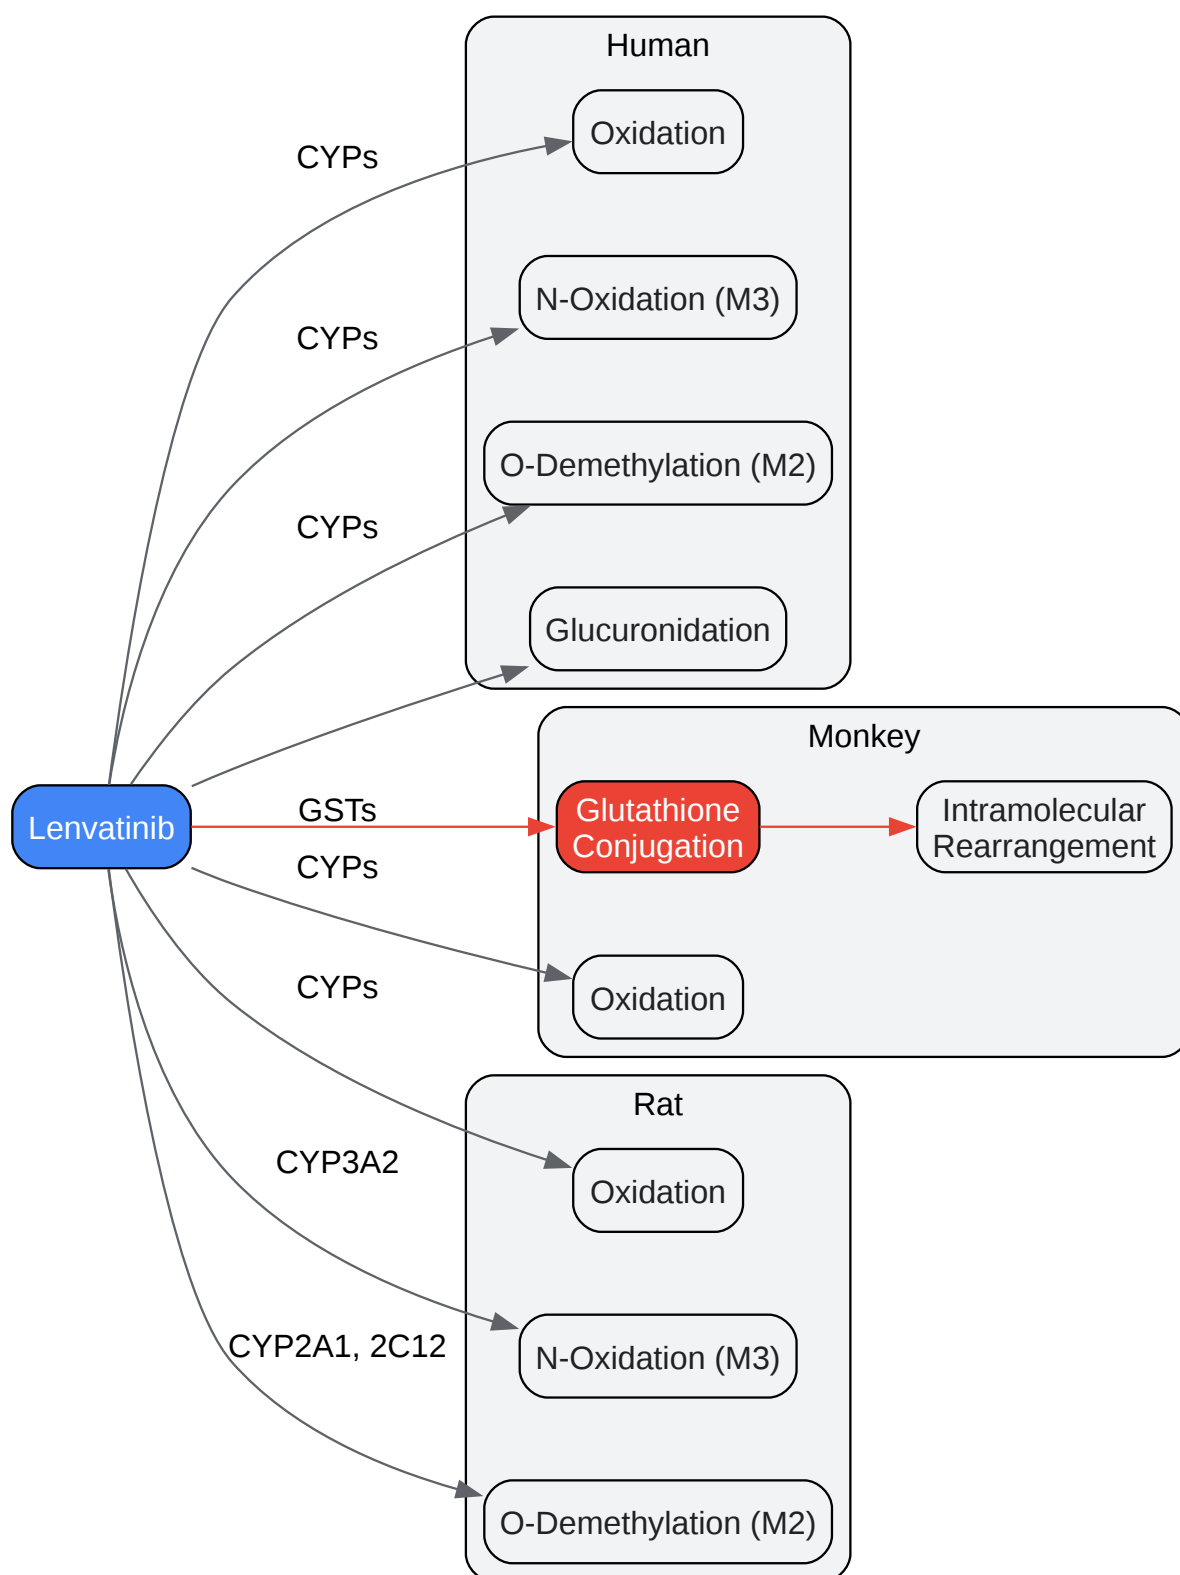 Human
CYPs
Oxidation
CYPs
N-Oxidation (M3)
CYPs
O-Demethylation (M2)
Glucuronidation
Monkey
Lenvatinib
GSTs
Glutathione
Conjugation
Intramolecular
Rearrangement
CYPs
Oxidation
CYPs
Rat
Oxidation
CYP3A2
N-Oxidation (M3)
CYP2A1, 2C12
O-Demethylation (M2)